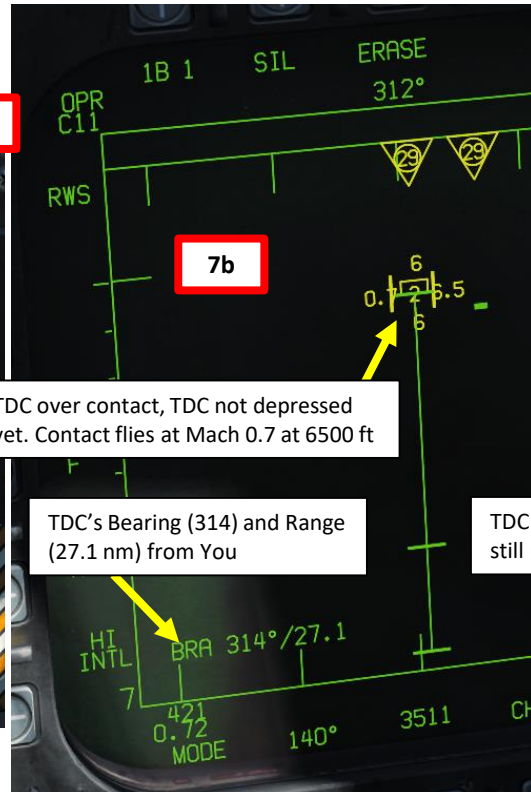 1B 1 SIL ERASE
OPR
C11
312°
29 29
RWS
7b
6
0.7 2 6.5
6
TDC over contact, TDC not depressed
yet. Contact flies at Mach 0.7 at 6500 ft
TDC's Bearing (314) and Range
(27.1 nm) from You
TDC
still
HI
INTL
BRA 314°/27.1
7
421
0.72
MODE 140° 3511 CH